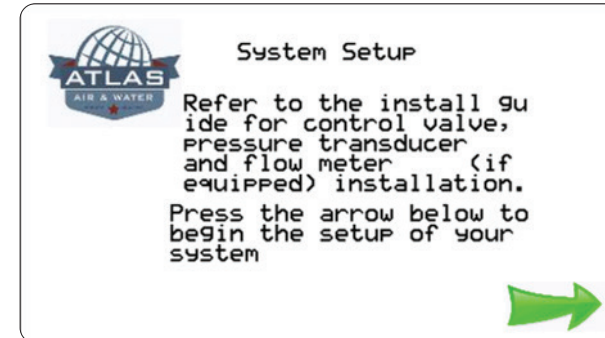 System Setup
ATLAS
AIR & WATER
Refer to the install gu
ide for control valve,
pressure transducer
and flow meter (if
equipped) installation.
Press the arrow below to
begin the setup of your
system